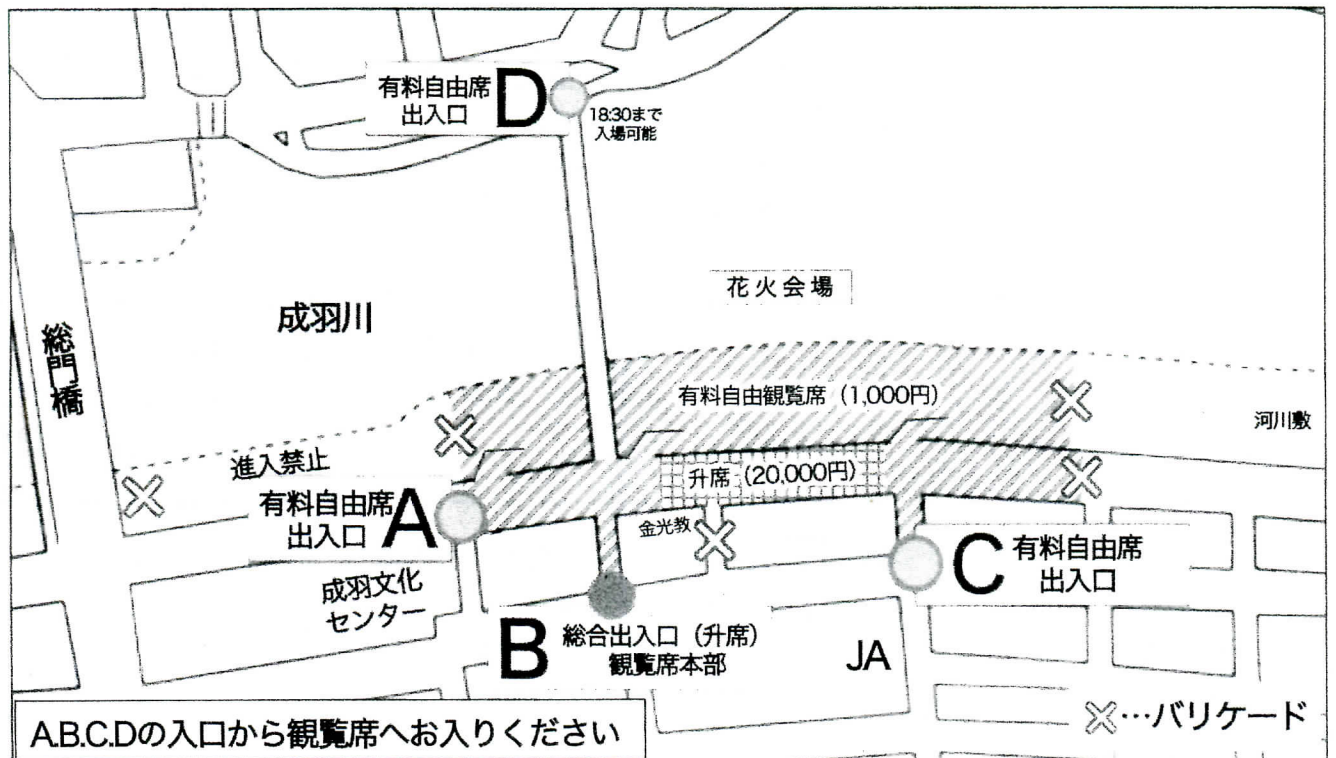 有料自由席
出入口
D
18:30まで
入場可能
花火会場
成羽川
総門橋
有料自由観覧席（1,000円）
河川敷
進入禁止
升席（20,000円）
有料自由席
出入口
A
金光教
C
有料自由席
出入口
成羽文化
センター
B
総合出入口（升席）
観覧席本部
JA
A.B.C.Dの入口から観覧席へお入りください
…バリケード